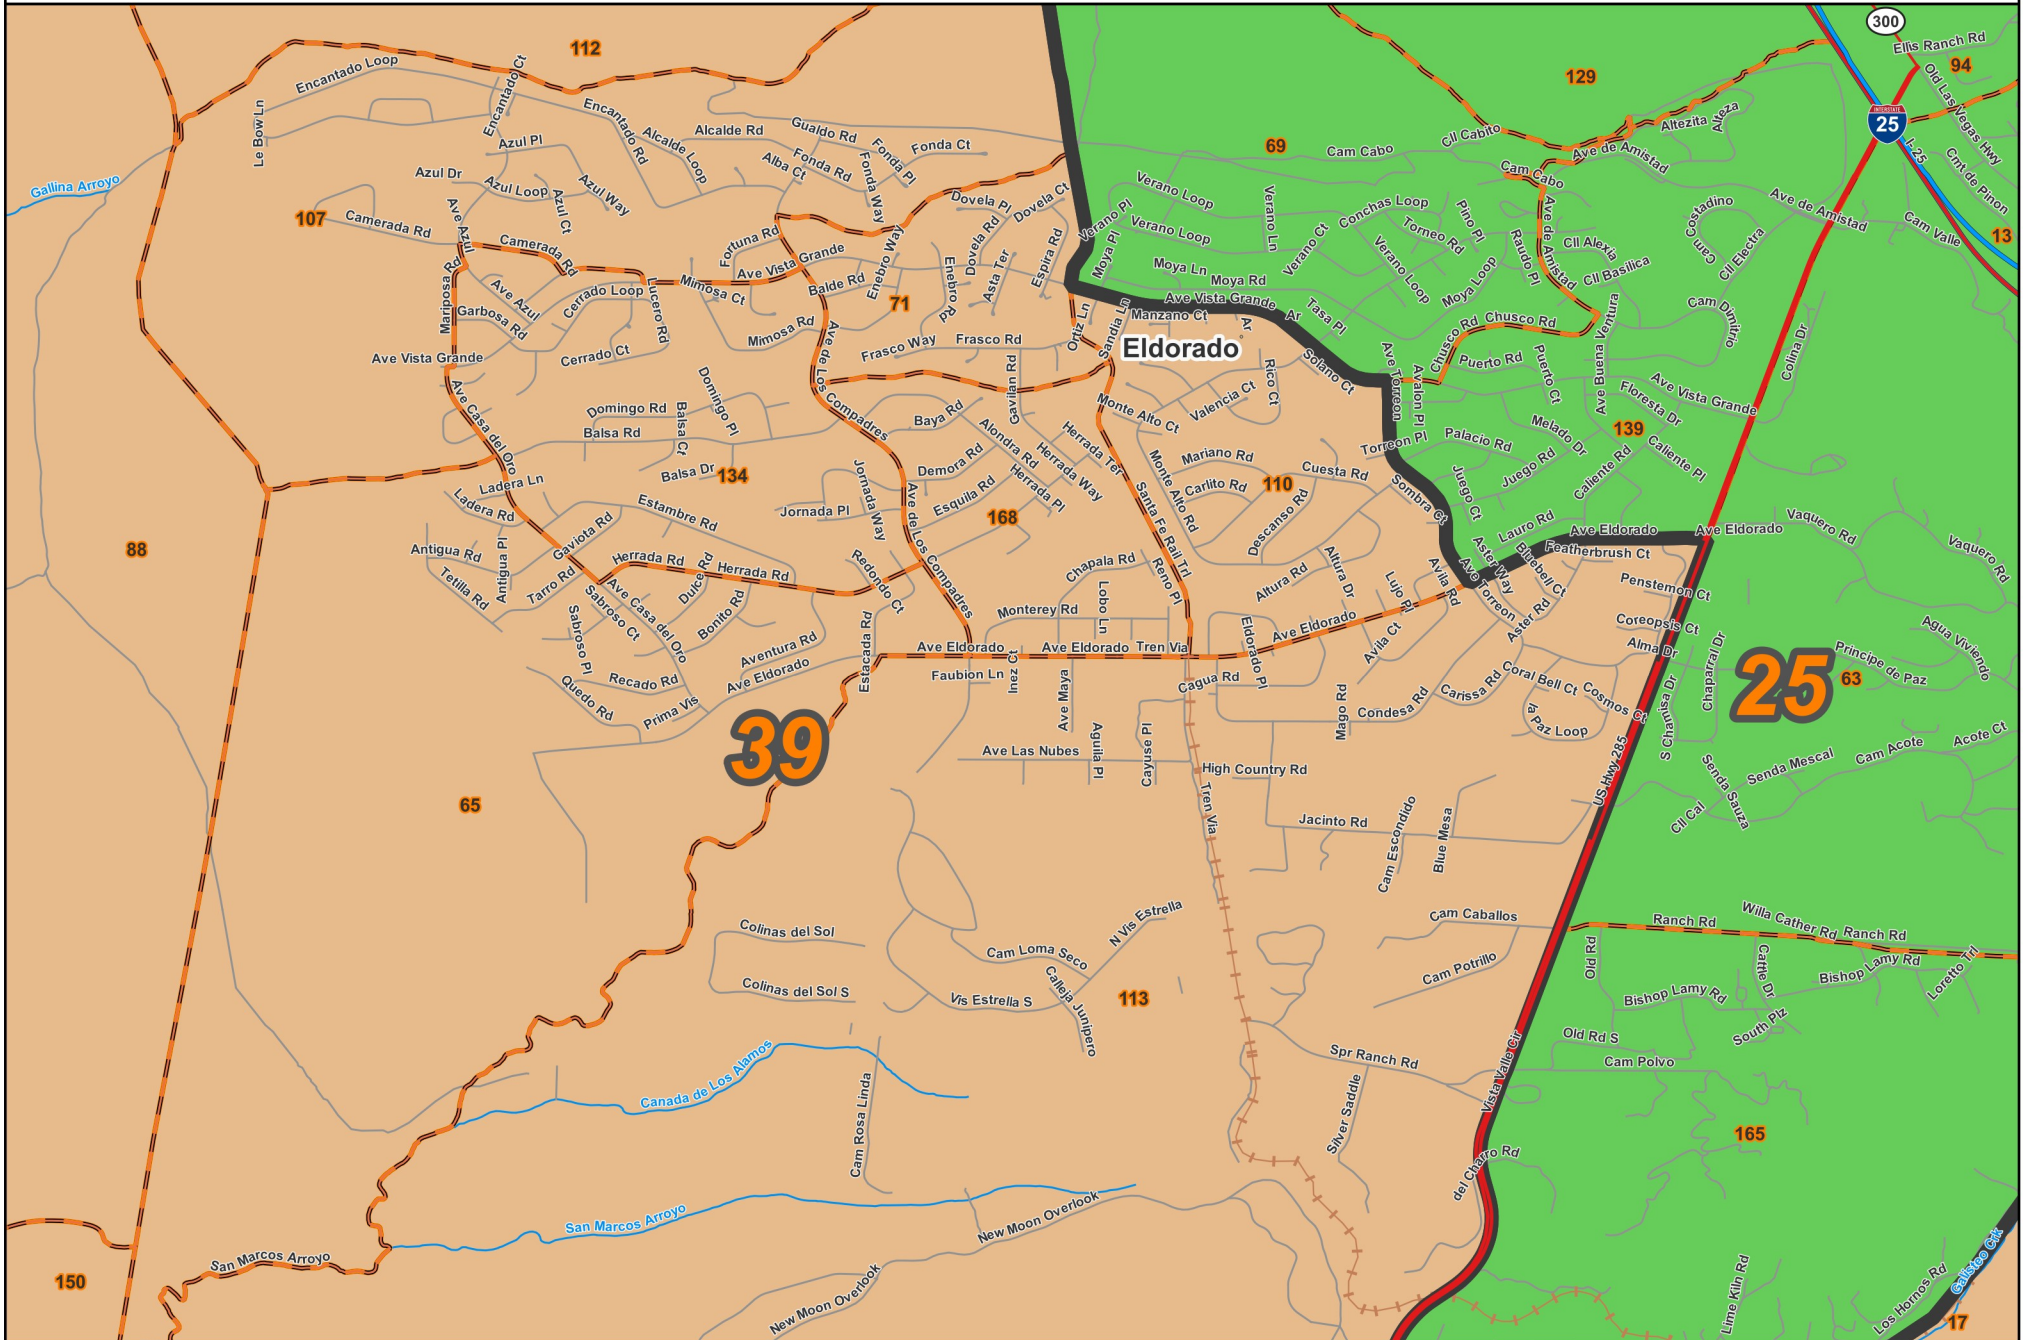 112
300
Ellis Ranch Rd
94
129
Encantado Loop
Encantado Ct
Old Las Vegas Hwy
INTERSTATE
25
I- 25
Le Bow Ln
Encantado Rd
Alcalde Loop
Alcalde Rd
Gualdo Rd
Fonda Pl
Fonda Ct
Altezita
Alteza
Cll Cabito
69
Cam Cabo
Ave de Amistad
Azul Pl
Alba Ct
Fonda Rd
Fonda Way
Cmt de Pinon
Gallina Arroyo
Azul Dr
Azul Loop
Azul Ct
Azul Way
Cam Cabo
Verano Loop
Dovela Pl
Dovela Ct
107
Camerada Rd
Ave Azul
Camerada Rd
Fortuna Rd
Dovela Rd
Verano Pl
Verano Loop
Verano Ln
Conchas Loop
Pino Pl
Ave de Amistad
Costadino
Cam
Ave de Amistad
Cam Valle
13
Torneo Rd
Verano Ct
Verano Loop
Raudo Pl
Cll Alexia
Cll Electra
Enebro Way
Espira Rd
Moya Pl
Moya Ln
Moya Rd
Moya Loop
Cll Basilica
Mariposa Rd
Ave Azul
Cerrado Loop
Lucero Rd
Mimosa Ct
Ave Vista Grande
Balde Rd
Enebro Rd
Asta Ter
71
Ave Vista Grande
Manzano Ct
Ar
Ar
Tasa Pl
Cam Dimitrio
Garbosa Rd
Mimosa Rd
Ortiz Ln
Sandia Ln
Chusco Rd
Chusco Rd
Ave Buena Ventura
Colina Dr
Ave Vista Grande
Cerrado Ct
Ave de Los Compadres
Frasco Way
Frasco Rd
Eldorado
Solano Ct
Ave Torreon
Puerto Rd
Puerto Ct
Ave Casa del Oro
Domingo Pl
Gavilan Rd
Rico Ct
Valencia Ct
Avalon Pl
Floresta Dr
Ave Vista Grande
Domingo Rd
Balsa Ct
Balsa Rd
Baya Rd
Monte Alto Ct
139
Melado Dr
Alondra Rd
Herrada Ter
Herrada Way
Torreon Pl
Palacio Rd
Caliente Pl
Balsa Dr
134
Demora Rd
Mariano Rd
Monte Alto Rd
Cuesta Rd
Juego Rd
Caliente Rd
Juego Ct
Ladera Ln
Ladera Rd
Jornada Way
Jornada Pl
Ave de Los Compadres
Esquila Rd
Herrada Pl
Carlito Rd
110
Descanso Rd
Sombra Ct
Estambre Rd
168
Santa Fe Rail Trl
Lauro Rd
Ave Eldorado
Ave Eldorado
Vaquero Rd
Vaquero Rd
88
Antigua Rd
Gaviota Rd
Featherbrush Ct
Antigua Pl
Herrada Rd
Herrada Rd
Redondo Ct
Chapala Rd
Reno Pl
Altura Rd
Altura Dr
Avila Rd
Ave Torreon
Aster Way
Bluebell Ct
Penstemon Ct
Tetilla Rd
Tarro Rd
Dulce Rd
Lobo Ln
Lujo Pl
Ave Casa del Oro
Sabroso Ct
Sabroso Pl
Bonito Rd
Monterey Rd
Aster Rd
Coreopsis Ct
Agua Viviendo
Eldorado Pl
Ave Eldorado
Alma Dr
Aventura Rd
Estacada Rd
Ave Eldorado
Ave Eldorado
Tren Via
Avila Ct
Chaparral Dr
Principe de Paz
Ave Eldorado
Faubion Ln
Inez Ct
Cagua Rd
Coral Bell Ct
Carissa Rd
Cosmos Ct
25
63
Recado Rd
Quedo Rd
Prima Vis
Ave Maya
Mago Rd
Condesa Rd
la Paz Loop
S Chamisa Dr
39
Aguila Pl
Cayuse Pl
Ave Las Nubes
High Country Rd
US Hwy 285
Senda Mescal
Cam Acote
Acote Ct
65
Tren Via
Jacinto Rd
Cam Escondido
Blue Mesa
Cll Cal
Senda Sauza
N Vis Estrella
Cam Caballos
Ranch Rd
Willa Cather Rd
Ranch Rd
Colinas del Sol
Cam Loma Seco
Cam Potrillo
Old Rd
Cattle Dr
Bishop Lamy Rd
Loretto Trl
Colinas del Sol S
Vis Estrella S
Calleja Junipero
113
Bishop Lamy Rd
South Plz
Old Rd S
Cam Polvo
Canada de Los Alamos
Spr Ranch Rd
Vista Valle Cir
Cam Rosa Linda
Silver Saddle
165
del Charro Rd
San Marcos Arroyo
New Moon Overlook
San Marcos Arroyo
150
New Moon Overlook
Lime Kiln Rd
Los Hornos Rd
Galisteo Crk
17